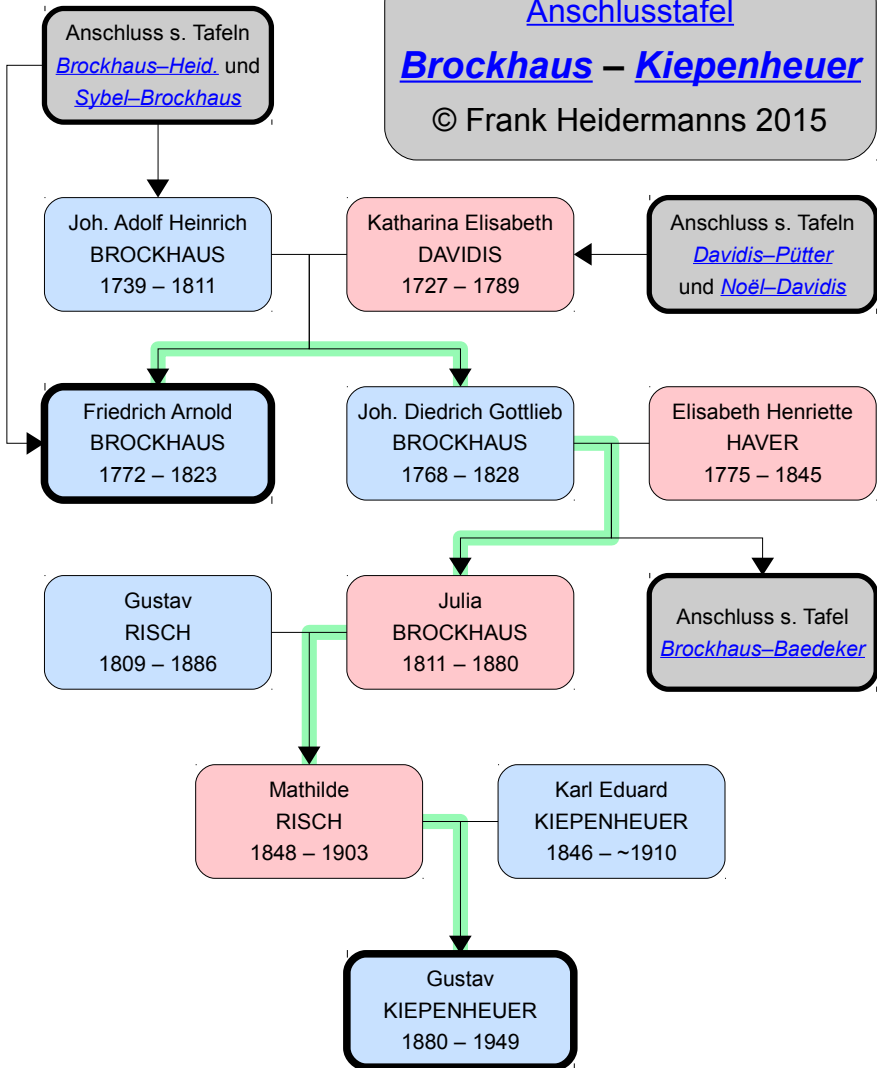 Anschlusstafel
Brockhaus – Kiepenheuer
© Frank Heidermanns 2015
Anschluss s. Tafeln
Brockhaus–Heid. und
Sybel–Brockhaus
Joh. Adolf Heinrich
BROCKHAUS
1739 – 1811
Katharina Elisabeth
DAVIDIS
1727 – 1789
Anschluss s. Tafeln
Davidis–Pütter
und Noël–Davidis
Friedrich Arnold
BROCKHAUS
1772 – 1823
Joh. Diedrich Gottlieb
BROCKHAUS
1768 – 1828
Elisabeth Henriette
HAVER
1775 – 1845
Gustav
RISCH
1809 – 1886
Julia
BROCKHAUS
1811 – 1880
Anschluss s. Tafel
Brockhaus–Baedeker
Mathilde
RISCH
1848 – 1903
Karl Eduard
KIEPENHEUER
1846 – ~1910
Gustav
KIEPENHEUER
1880 – 1949